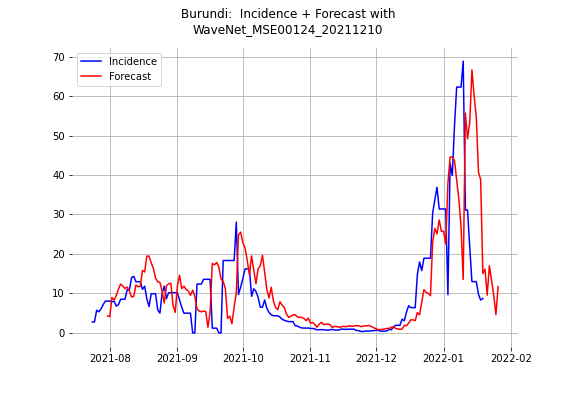 Burundi:  Incidence + Forecast with
WaveNet_MSE00124_20211210
Incidence
Forecast
70
60
50
40
30
20
10
0
2021-08 2021-09 2021-10 2021-11 2021-12 2022-01 2022-02